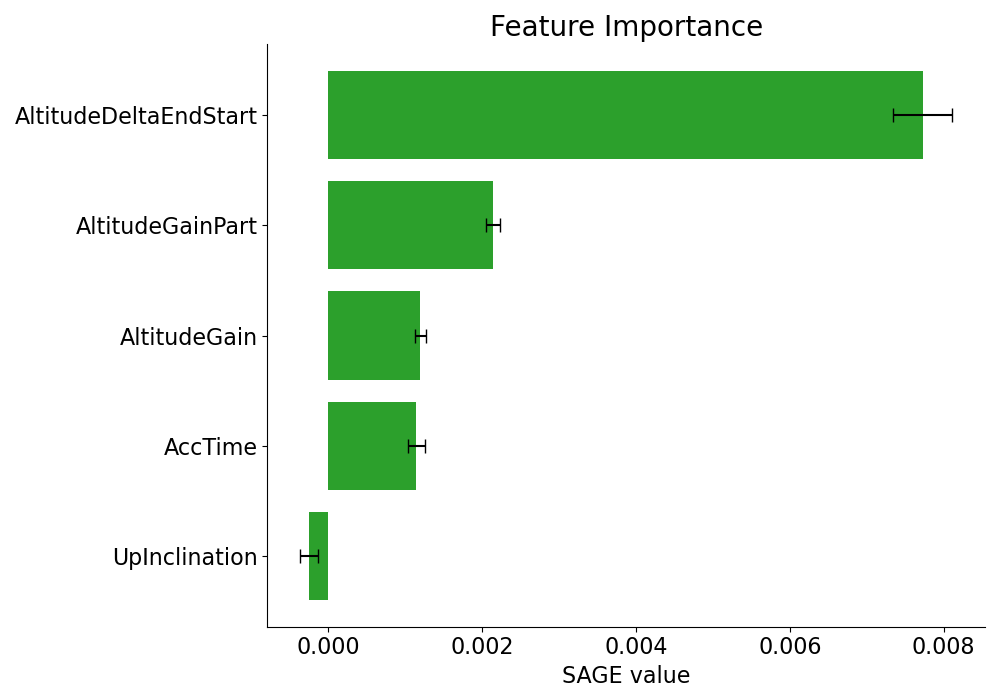 Feature Importance
AltitudeDeltaEndStart
AltitudeGainPart
AltitudeGain
AccTime
UpInclination
0.000 0.002 0.004 0.006 0.008
SAGE value